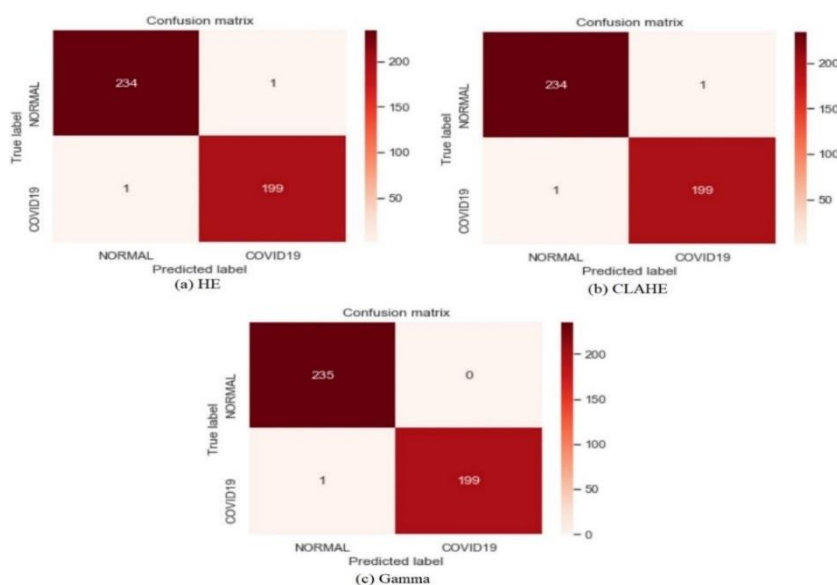 Confusion matrix
True label
NORMAL
COVID19
234
1
1
199
NORMAL
COVID19
Predicted label
200
150
100
50
(a) HE
Confusion matrix
True label
NORMAL
COVID19
234
1
1
199
NORMAL
COVID19
Predicted label
200
150
100
50
(b) CLAHE
Confusion matrix
True label
NORMAL
COVID19
235
0
1
199
NORMAL
COVID19
Predicted label
200
150
100
50
0
(c) Gamma